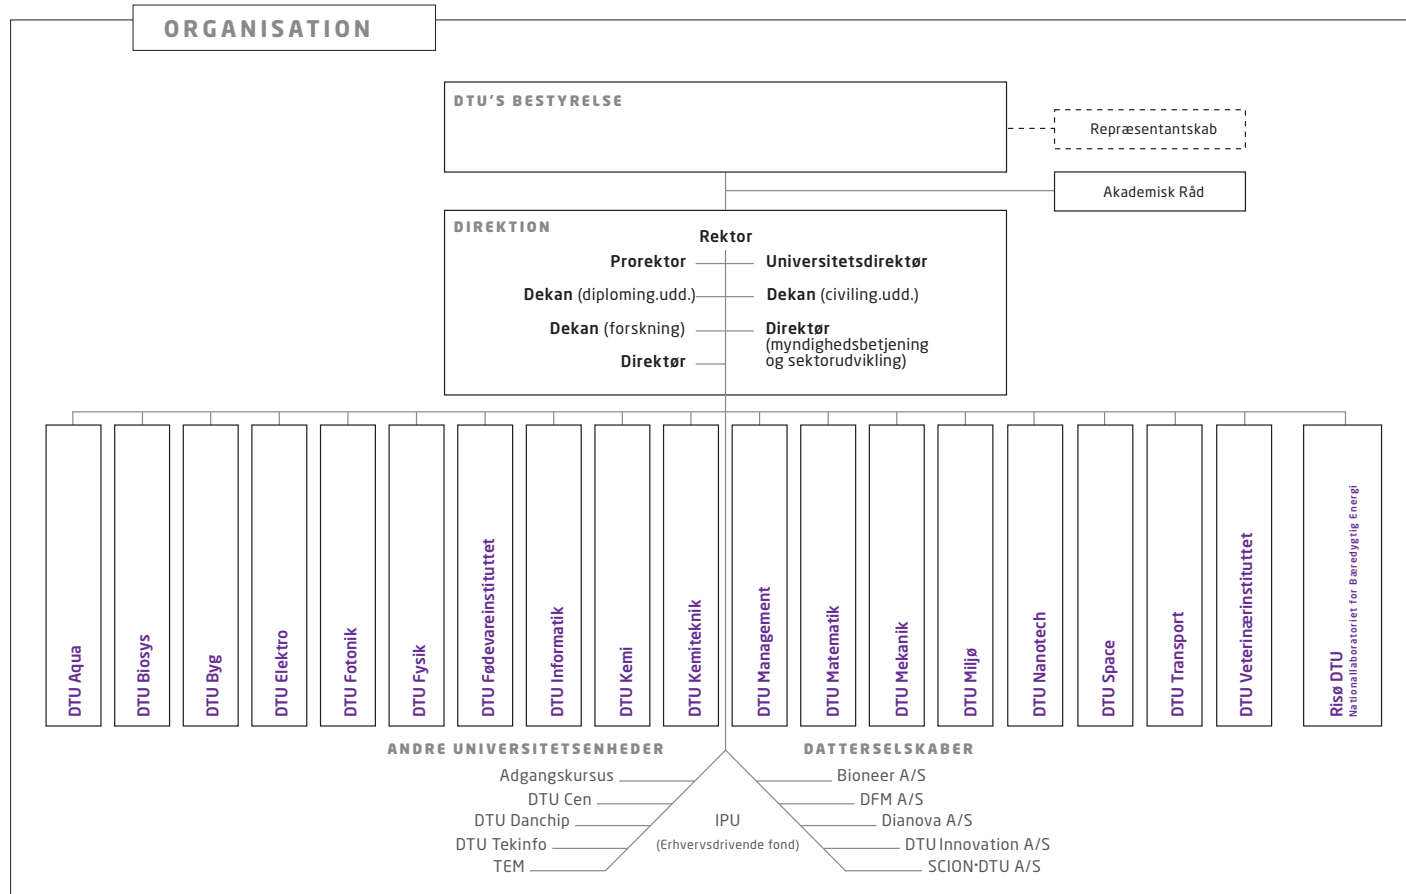 ORGANISATION
DTU'S BESTYRELSE
Repræsentantskab
Akademisk Råd
DIREKTION
Rektor
Prorektor
Universitetsdirektør
Dekan (diploming.udd.)
Dekan (civiling.udd.)
Dekan (forskning)
Direktør
(myndighedsbetjening
og sektorudvikling)
Direktør
DTU Aqua
DTU Biosys
DTU Byg
DTU Elektro
DTU Fotonik
DTU Fysik
DTU Fødevareinstituttet
DTU Informatik
DTU Kemi
DTU Kemiteknik
DTU Management
DTU Matematik
DTU Mekanik
DTU Miljø
DTU Nanotech
DTU Space
DTU Transport
DTU Veterinærinstituttet
Risø DTU
Nationallaboratoriet for Bæredygtig Energi
ANDRE UNIVERSITETSENHEDER
Adgangskursus
DTU Cen
DTU Danchip
DTU Tekinfo
TEM
IPU
(Erhvervsdrivende fond)
DATTERSELSKABER
Bioneer A/S
DFM A/S
Dianova A/S
DTU Innovation A/S
SCION•DTU A/S